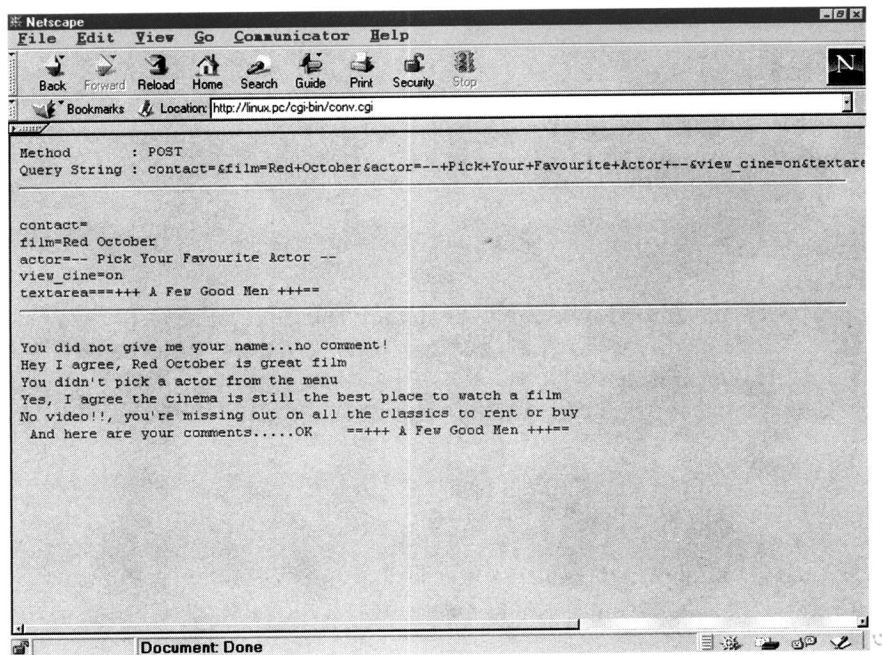 Netscape
File Edit View Go Communicator Help
Back Forward Reload Home Search Guide Print Security Stop
N
Bookmarks Location: http://linux.pc/cgi-bin/conv.cgi
Method : POST
Query String : contact=&film=Red+October&actor=--+Pick+Your+Favourite+Actor+--&view_cine=on&textare
contact=
film=Red October
actor=-- Pick Your Favourite Actor --
view_cine=on
textarea===+++ A Few Good Men +++==
You did not give me your name...no comment!
Hey I agree, Red October is great film
You didn't pick a actor from the menu
Yes, I agree the cinema is still the best place to watch a film
No video!!, you're missing out on all the classics to rent or buy
And here are your comments.....OK ==+++ A Few Good Men +++==
Document: Done